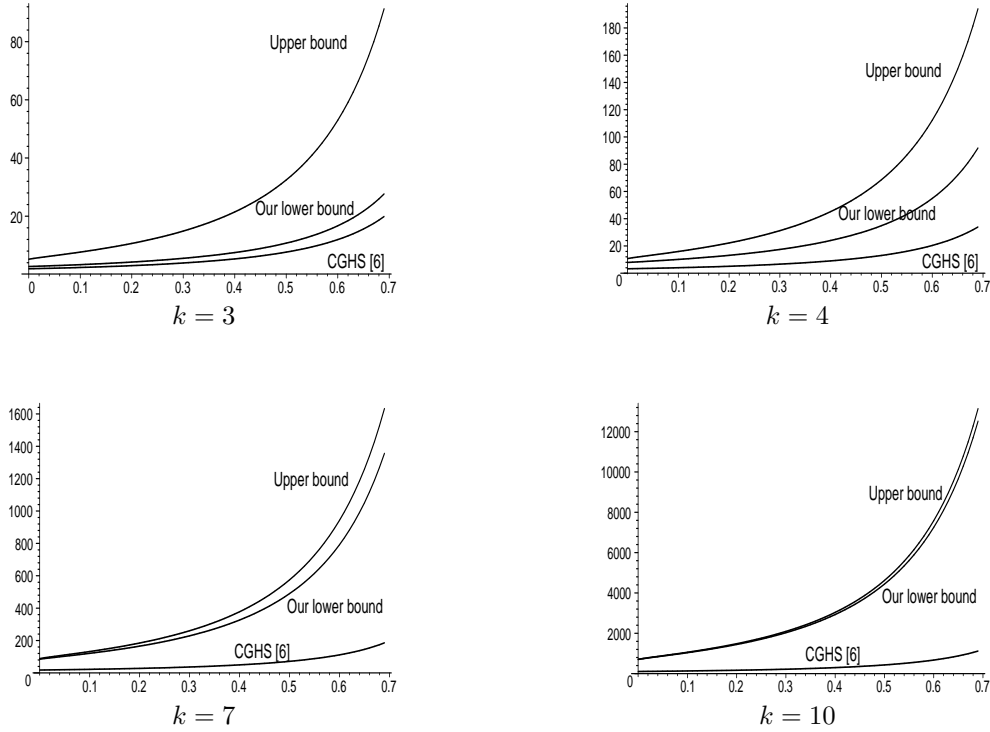 80
60
40
20
Upper bound
Our lower bound
CGHS [6]
0 0.1 0.2 0.3 0.4 0.5 0.6 0.7
k = 3
180
160
140
120
100
80
60
40
20
Upper bound
Our lower bound
CGHS [6]
0 0.1 0.2 0.3 0.4 0.5 0.6 0.7
k = 4
1600
1400
1200
1000
800
600
400
200
Upper bound
Our lower bound
CGHS [6]
0 0.1 0.2 0.3 0.4 0.5 0.6 0.7
k = 7
12000
10000
8000
6000
4000
2000
Upper bound
Our lower bound
CGHS [6]
0 0.1 0.2 0.3 0.4 0.5 0.6 0.7
k = 10